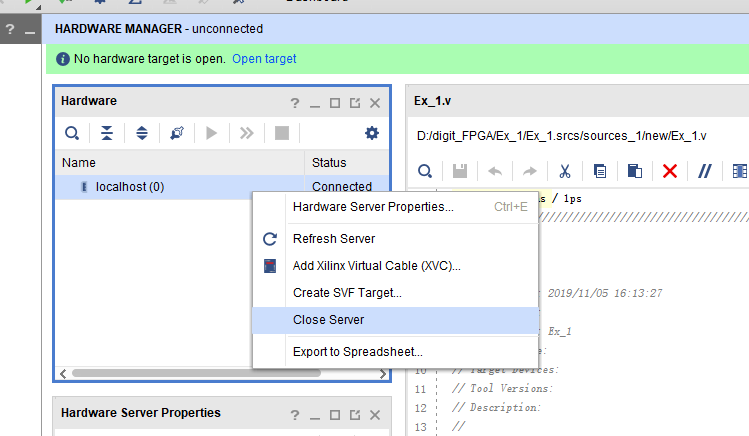 HARDWARE MANAGER - unconnected
No hardware target is open. Open target
Hardware
Name Status
localhost (0) Connected
Hardware Server Properties... Ctrl+E
Refresh Server
Add Xilinx Virtual Cable (XVC)...
Create SVF Target...
Close Server
Export to Spreadsheet...
Hardware Server Properties
Ex_1.v
D:/digit_FPGA/Ex_1/Ex_1.srcs/sources_1/new/Ex_1.v
/ 1ps
2019/11/05 16:13:27
Ex_1
10 // Target Devices:
11 // Tool Versions:
12 // Description:
13 //